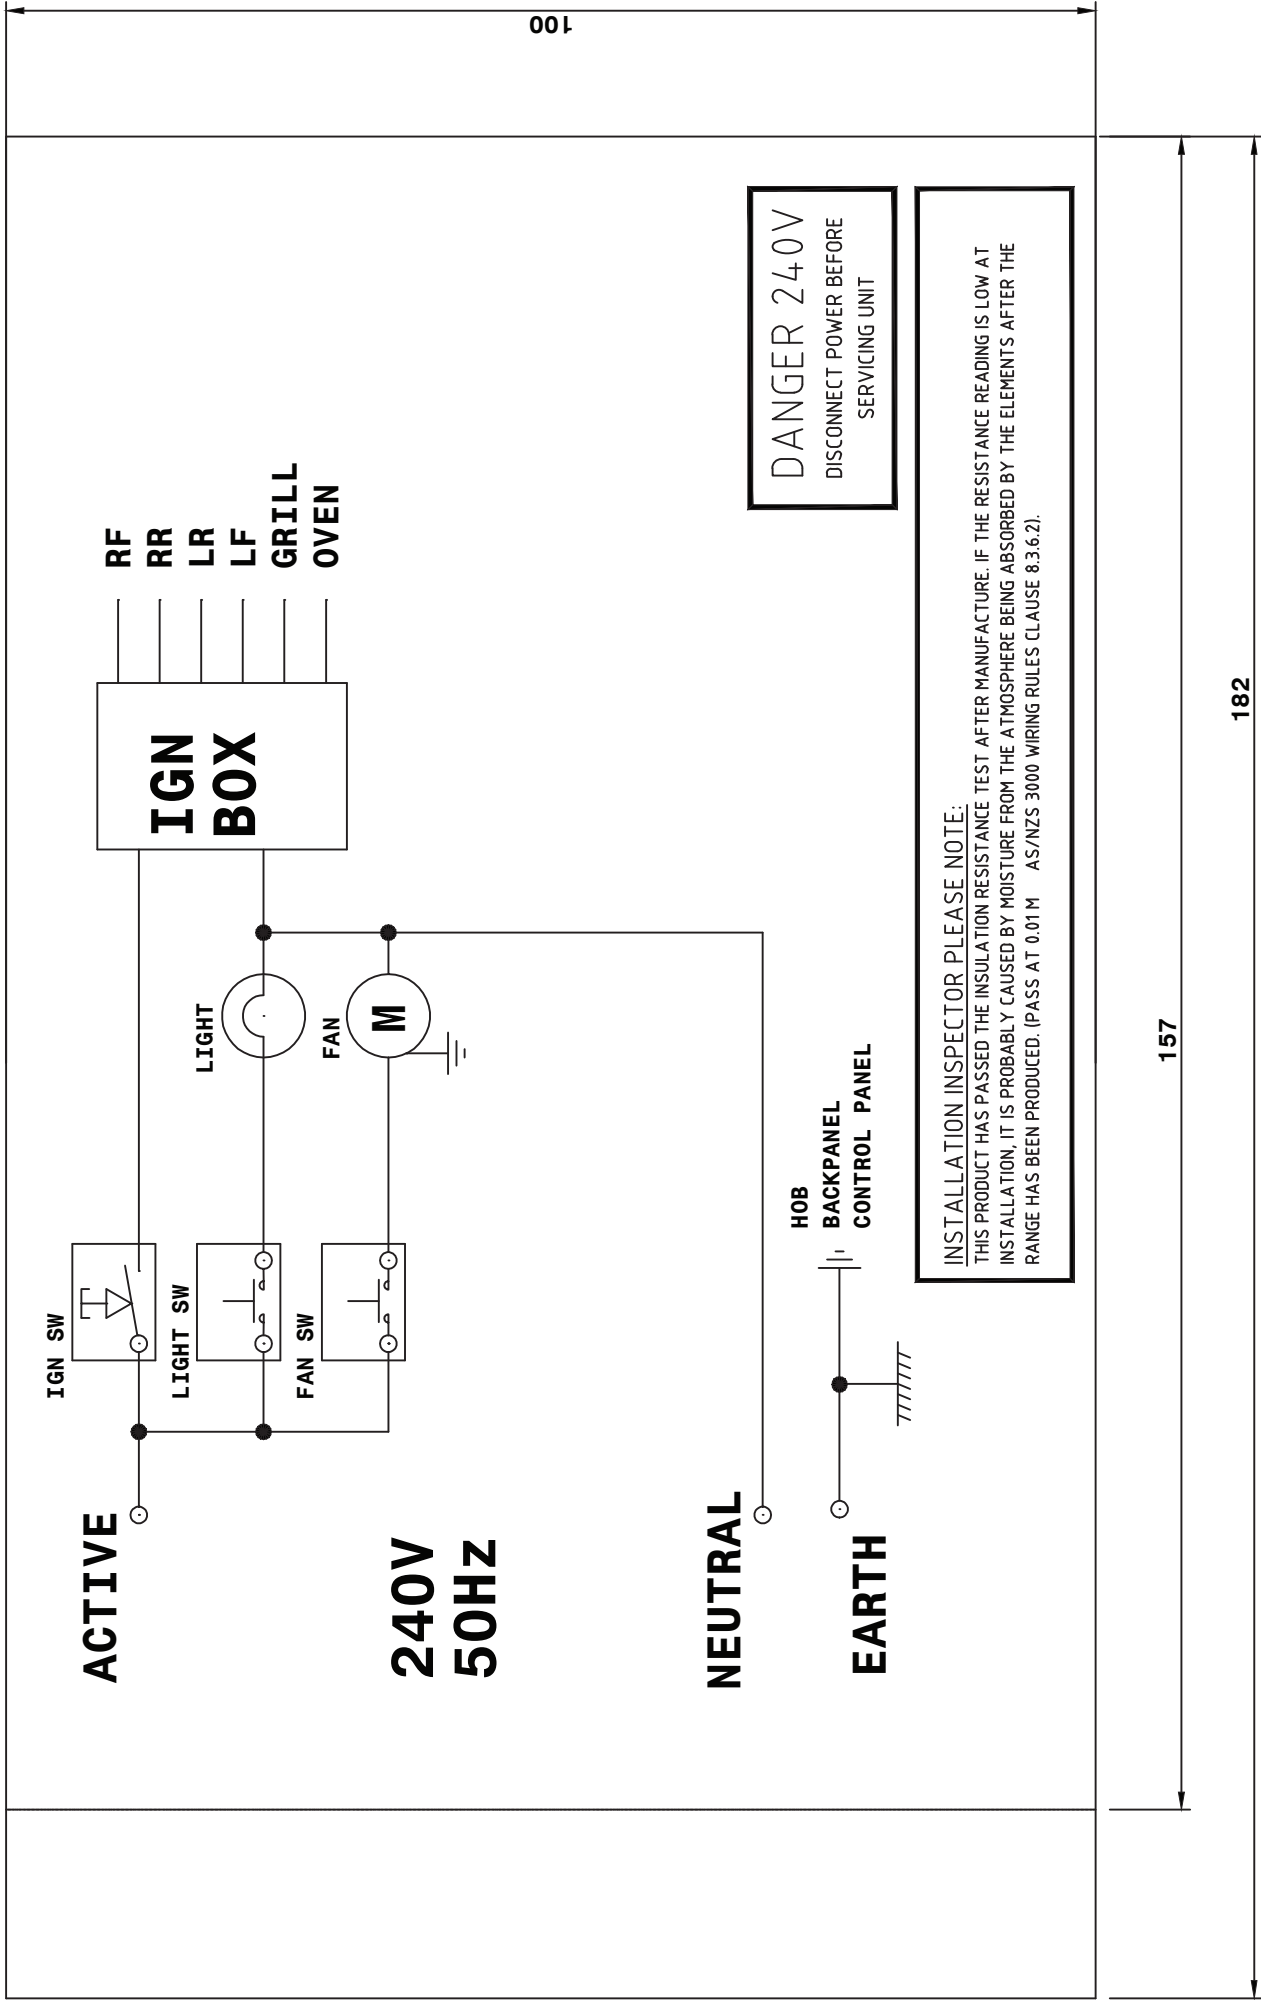 ACTIVE
240V
50Hz
NEUTRAL
EARTH
IGN SW
LIGHT SW
FAN SW
LIGHT
FAN
M
IGN
BOX
RF
RR
LR
LF
GRILL
OVEN
HOB
BACKPANEL
CONTROL PANEL
DANGER 240V
DISCONNECT POWER BEFORE
SERVICING UNIT
INSTALLATION INSPECTOR PLEASE NOTE:
THIS PRODUCT HAS PASSED THE INSULATION RESISTANCE TEST AFTER MANUFACTURE. IF THE RESISTANCE READING IS LOW AT
INSTALLATION, IT IS PROBABLY CAUSED BY MOISTURE FROM THE ATMOSPHERE BEING ABSORBED BY THE ELEMENTS AFTER THE
RANGE HAS BEEN PRODUCED. (PASS AT 0.01 M AS/NZS 3000 WIRING RULES CLAUSE 8.3.6.2).
100
157
182